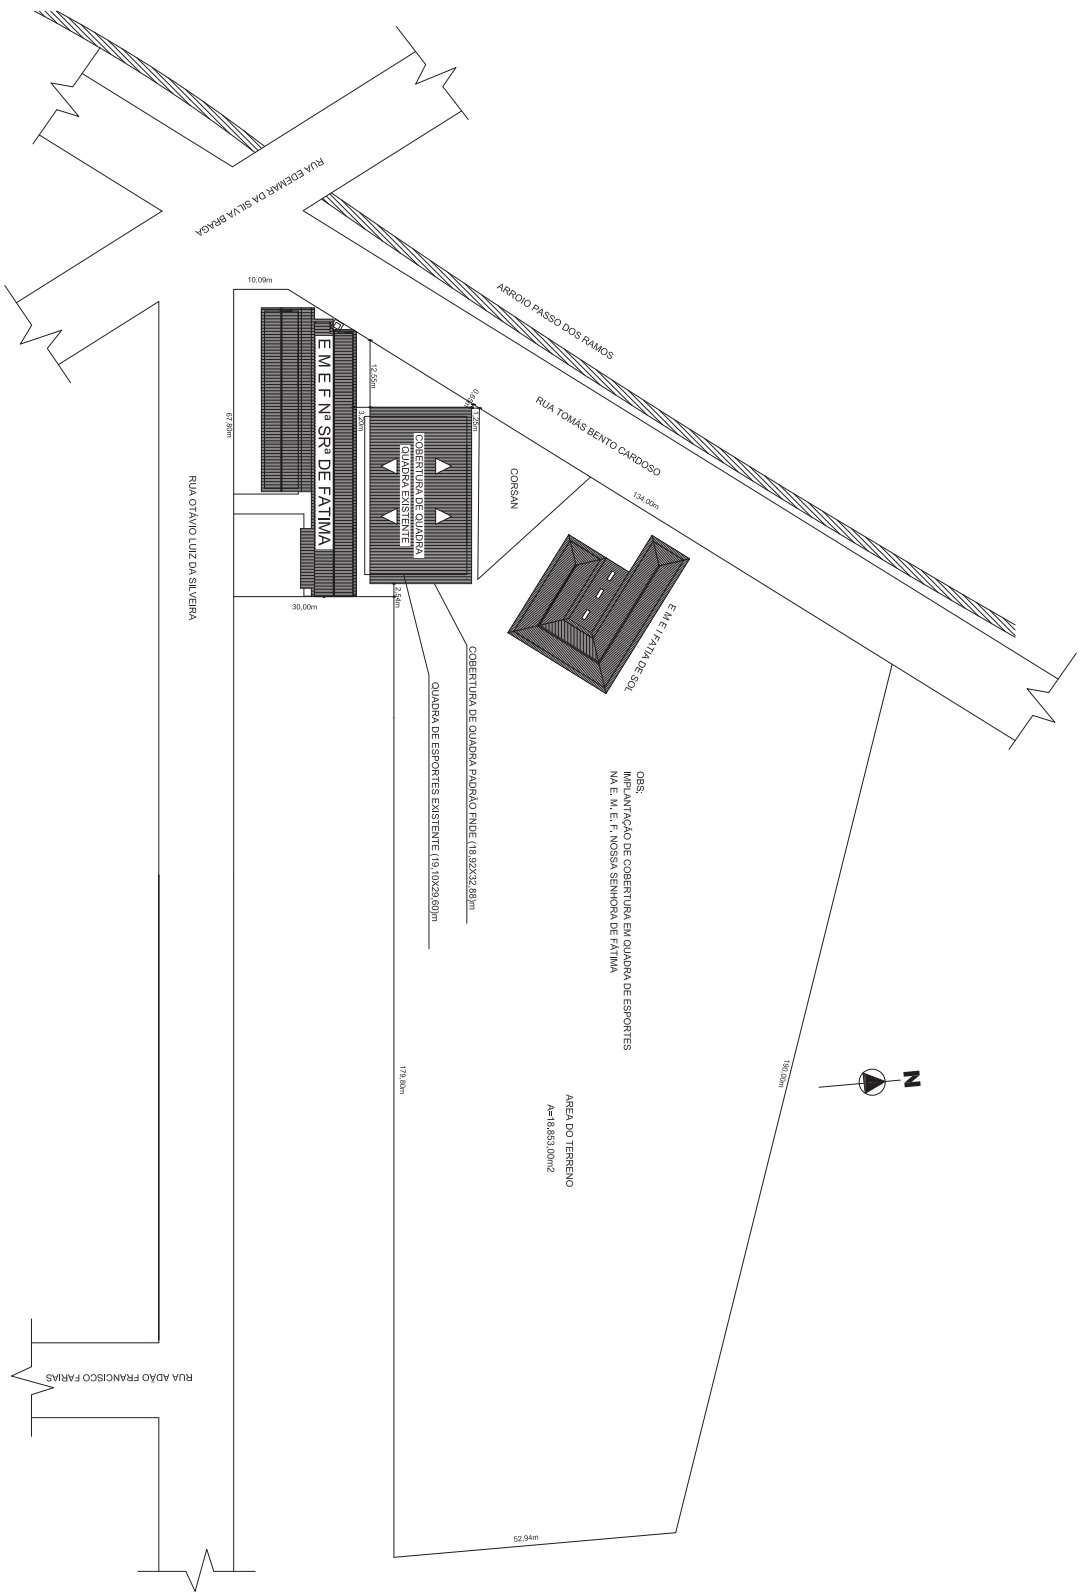 RUA EDEMAR DA SILVA BRAGA
ARROIO PASSO DOS RAMOS
RUA TOMÁS BENTO CARDOSO
10,09m
12,55m
3,20m
1,25m
67,80m
E M E F Nª SRª DE FATIMA
COBERTURA DE QUADRA
QUADRA EXISTENTE
CORSAN
134,00m
RUA OTÁVIO LUIZ DA SILVEIRA
30,00m
2,54m
E M E I FATIA DE SOL
COBERTURA DE QUADRA PADRÃO FNDE (18,92X32,88)m
QUADRA DE ESPORTES EXISTENTE (19,10X29,60)m
OBS:
IMPLANTAÇÃO DE COBERTURA EM QUADRA DE ESPORTES
NA E. M. E. F. NOSSA SENHORA DE FÁTIMA
179,80m
190,00m
N
AREA DO TERRENO
A=18.853,00m2
RUA ADÃO FRANCISCO FARIAS
52,94m